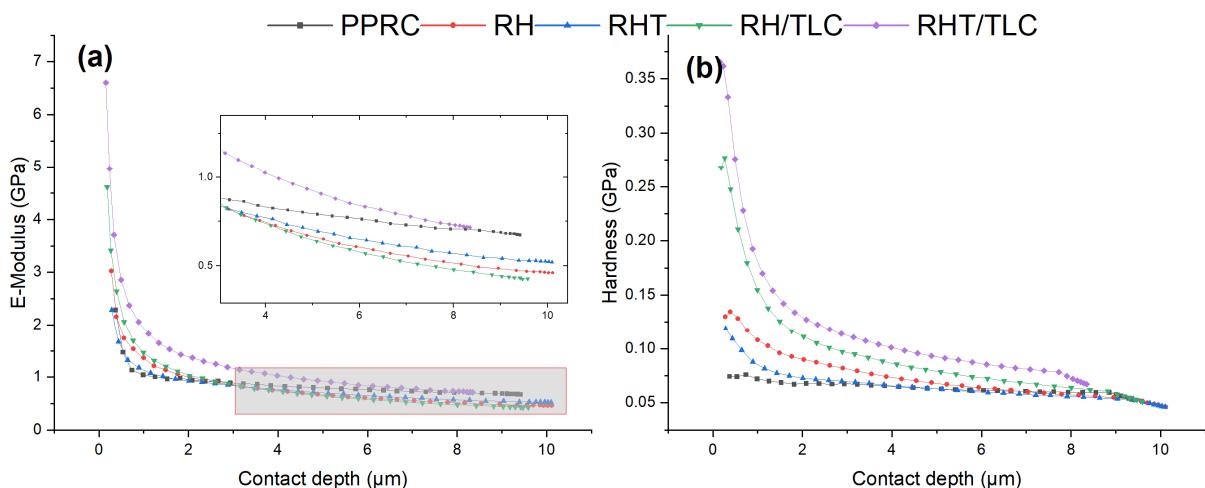 PPRC RH RHT RH/TLC RHT/TLC
(a)
E-Modulus (GPa)
7
6
5
4
3
2
1
0
0 2 4 6 8 10
Contact depth (µm)
1.0
0.5
4 6 8 10
(b)
Hardness (GPa)
0.35
0.30
0.25
0.20
0.15
0.10
0.05
0 2 4 6 8 10
Contact depth (µm)